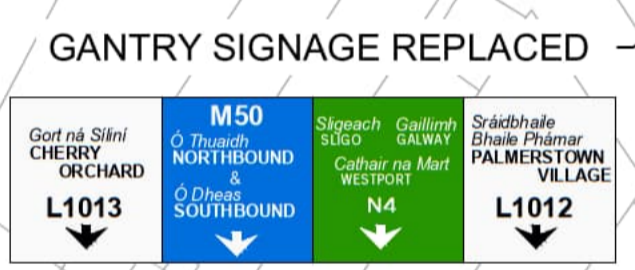 GANTRY SIGNAGE REPLACED
Gort ná Síliní
CHERRY
ORCHARD
L1013
M50
Ó Thuaidh
NORTHBOUND
&
Ó Dheas
SOUTHBOUND
Sligeach Gaillimh
SLIGO GALWAY
Cathair na Mart
WESTPORT
N4
Sráidbhaile
Bhaile Phámar
PALMERSTOWN
VILLAGE
L1012